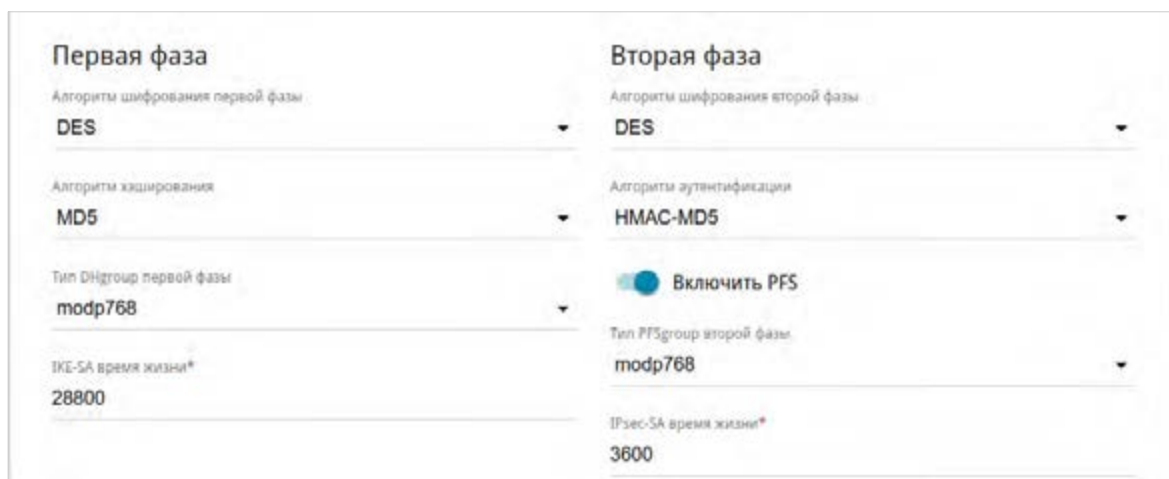 Первая фаза
Алгоритм шифрования первой фазы
DES
Алгоритм хаширования
MD5
Тип DHgroup первой фазы
modp768
IKE-SA время жизни*
28800
Вторая фаза
Алгоритм шифрования второй фазы
DES
Алгоритм аутентификации
HMAC-MD5
Включить PFS
Тип PFSgroup второй фазы
modp768
IPsec-SA время жизни*
3600